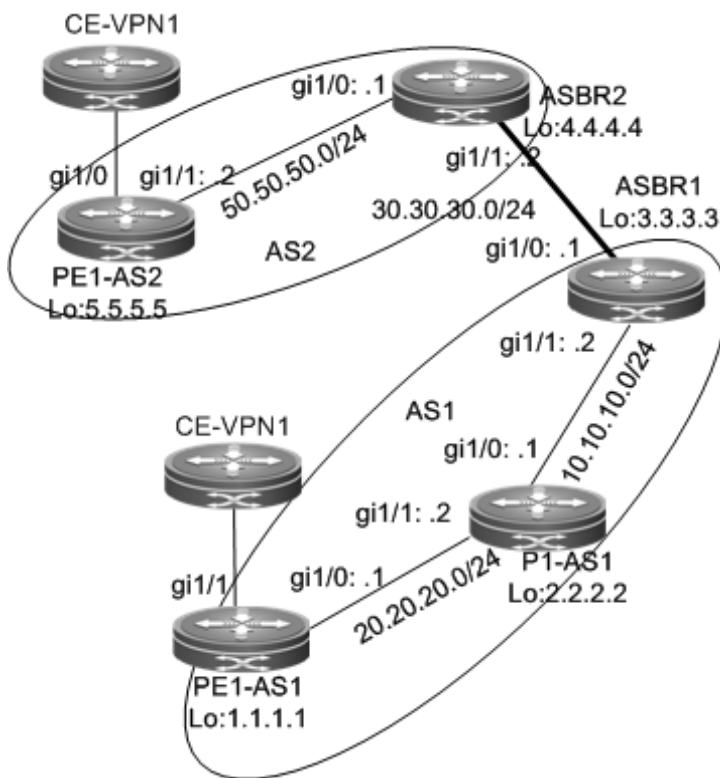 CE-VPN1
gi1/0: .1
ASBR2
Lo:4.4.4.4
gi1/0
gi1/1: .2
50.50.50.0/24
gi1/1: .2
ASBR1
Lo:3.3.3.3
30.30.30.0/24
AS2
gi1/0: .1
PE1-AS2
Lo:5.5.5.5
gi1/1: .2
10.10.10.0/24
AS1
CE-VPN1
gi1/0: .1
gi1/1: .2
P1-AS1
Lo:2.2.2.2
gi1/1
gi1/0: .1
20.20.20.0/24
PE1-AS1
Lo:1.1.1.1